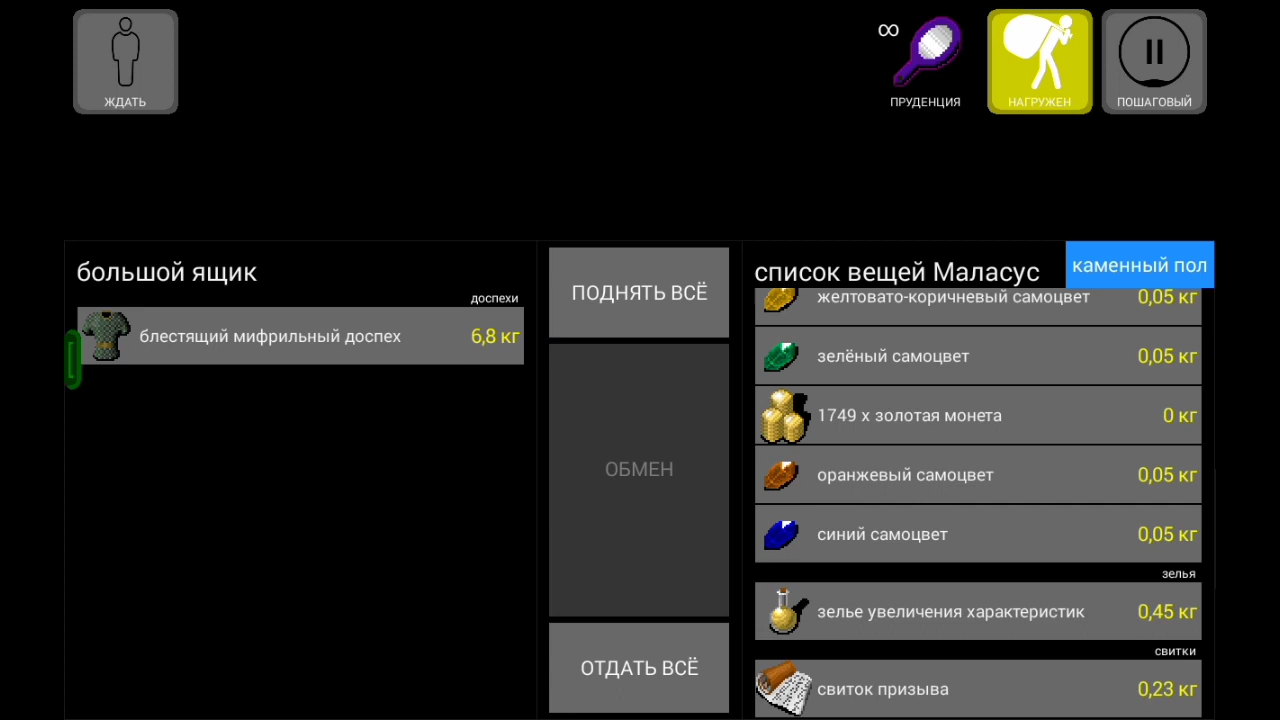 ЖДАТЬ
∞
ПРУДЕНЦИЯ
НАГРУЖЕН
ПОШАГОВЫЙ
большой ящик
доспехи
блестящий мифрильный доспех 6,8 кг
ПОДНЯТЬ ВСЁ
ОБМЕН
ОТДАТЬ ВСЁ
список вещей Маласус
каменный пол
желтовато-коричневый самоцвет 0,05 кг
зелёный самоцвет 0,05 кг
1749 x золотая монета 0 кг
оранжевый самоцвет 0,05 кг
синий самоцвет 0,05 кг
зелья
зелье увеличения характеристик 0,45 кг
свитки
свиток призыва 0,23 кг